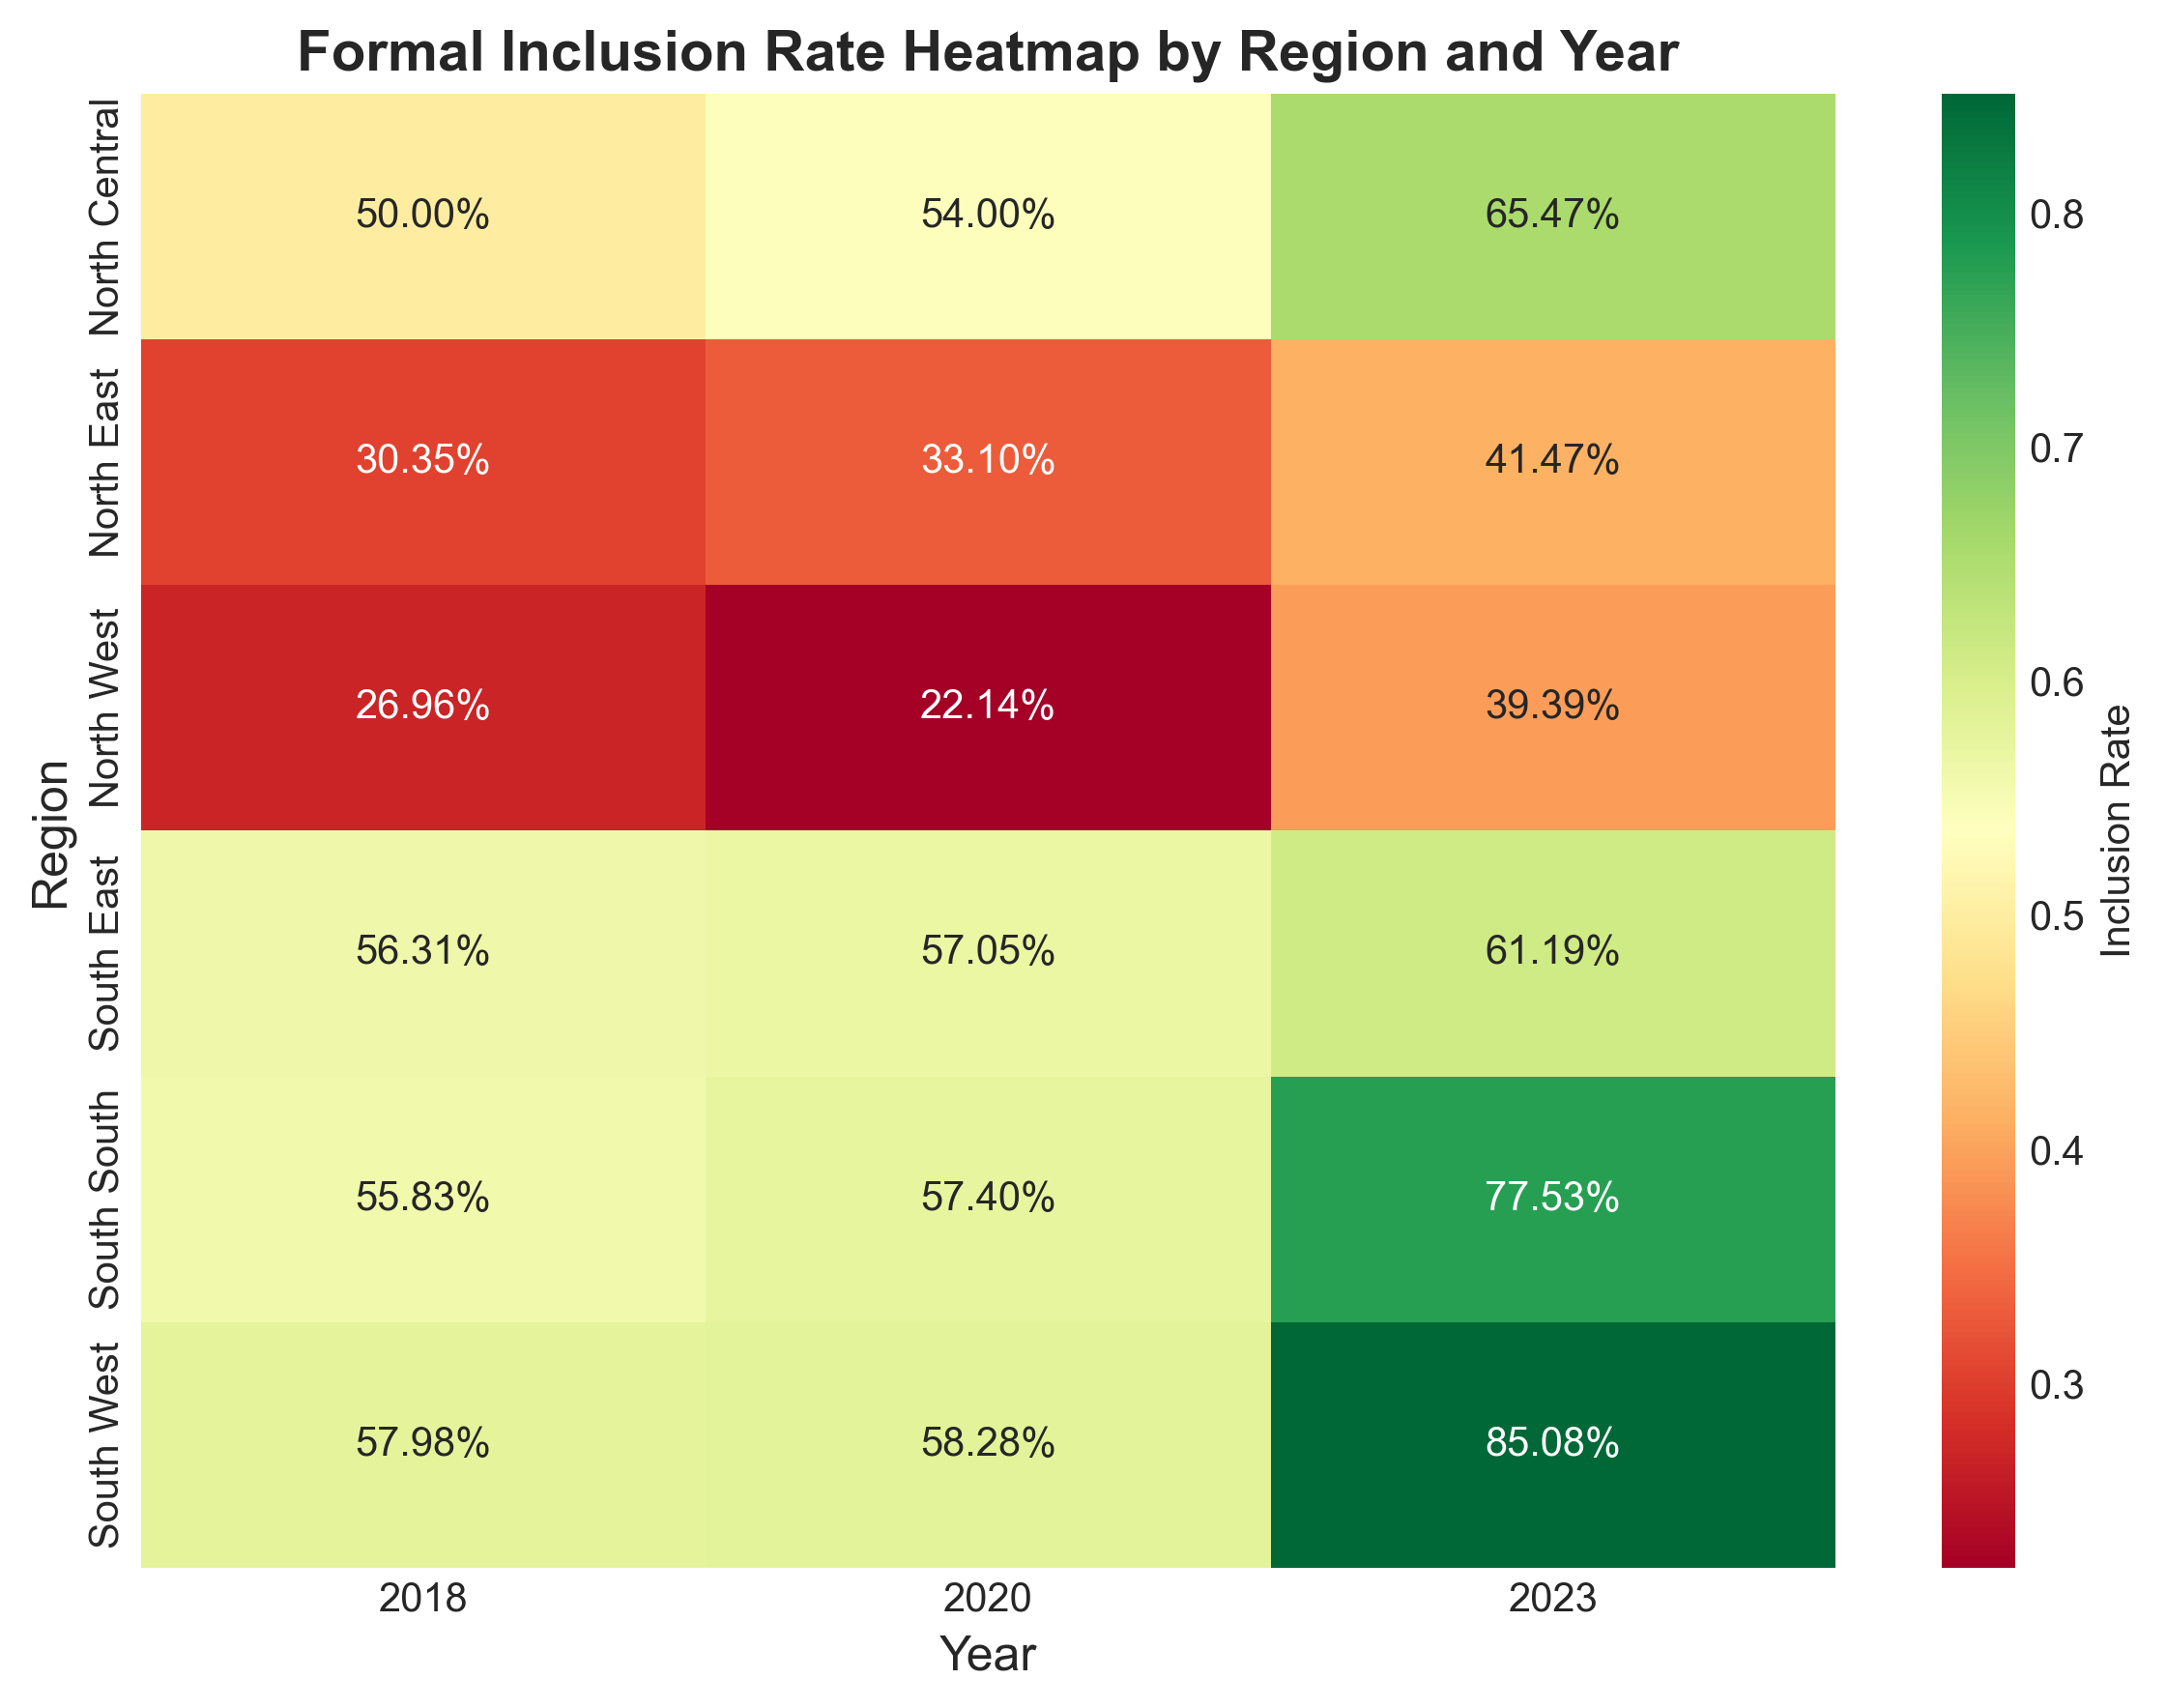 Formal Inclusion Rate Heatmap by Region and Year
Region
North Central
50.00% 54.00% 65.47%
North East
30.35% 33.10% 41.47%
North West
26.96% 22.14% 39.39%
South East
56.31% 57.05% 61.19%
South South
55.83% 57.40% 77.53%
South West
57.98% 58.28% 85.08%
2018 2020 2023
Year
0.8
0.7
0.6
0.5
0.4
0.3
Inclusion Rate